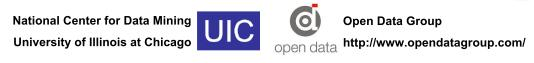 National Center for Data Mining
University of Illinois at Chicago
UIC
open data
Open Data Group
http://www.opendatagroup.com/